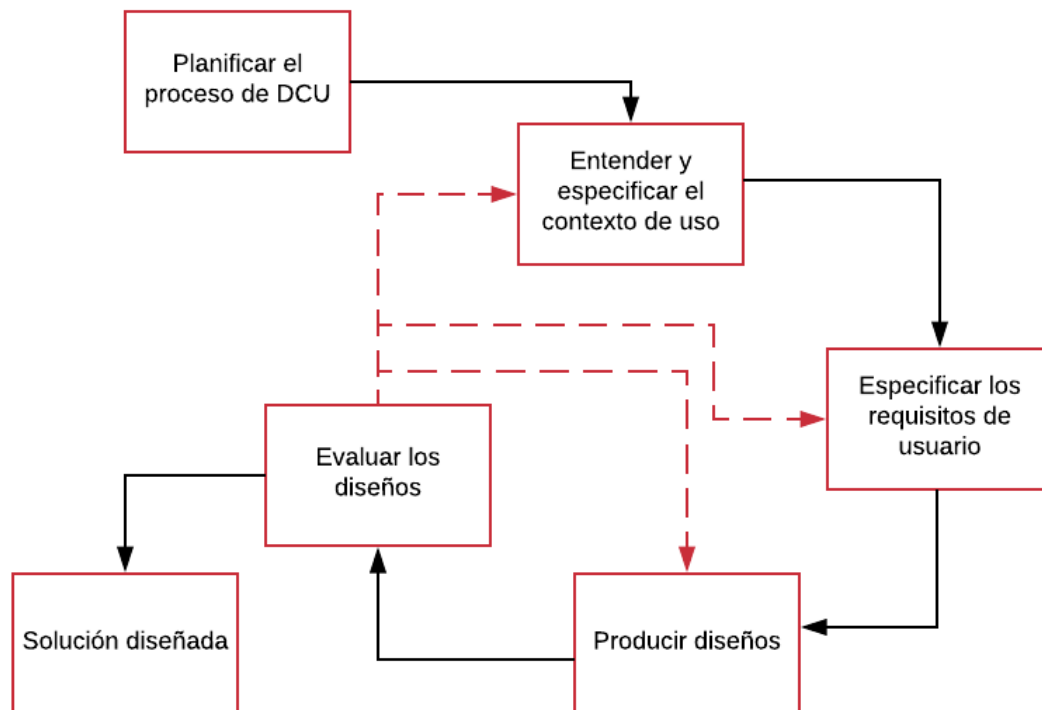 Planificar el
proceso de DCU
Entender y
especificar el
contexto de uso
Especificar los
requisitos de
usuario
Evaluar los
diseños
Solución diseñada
Producir diseños